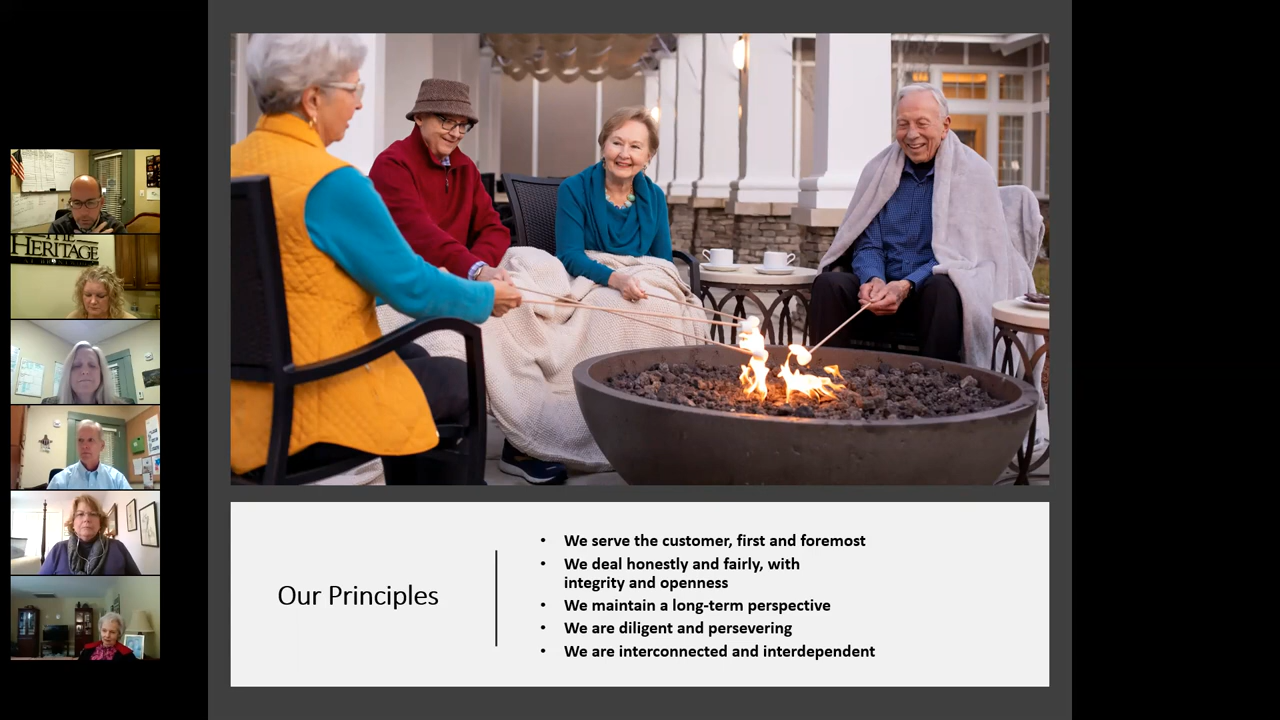 THE
HERITAGE
Our Principles
• We serve the customer, first and foremost
• We deal honestly and fairly, with
integrity and openness
• We maintain a long-term perspective
• We are diligent and persevering
• We are interconnected and interdependent